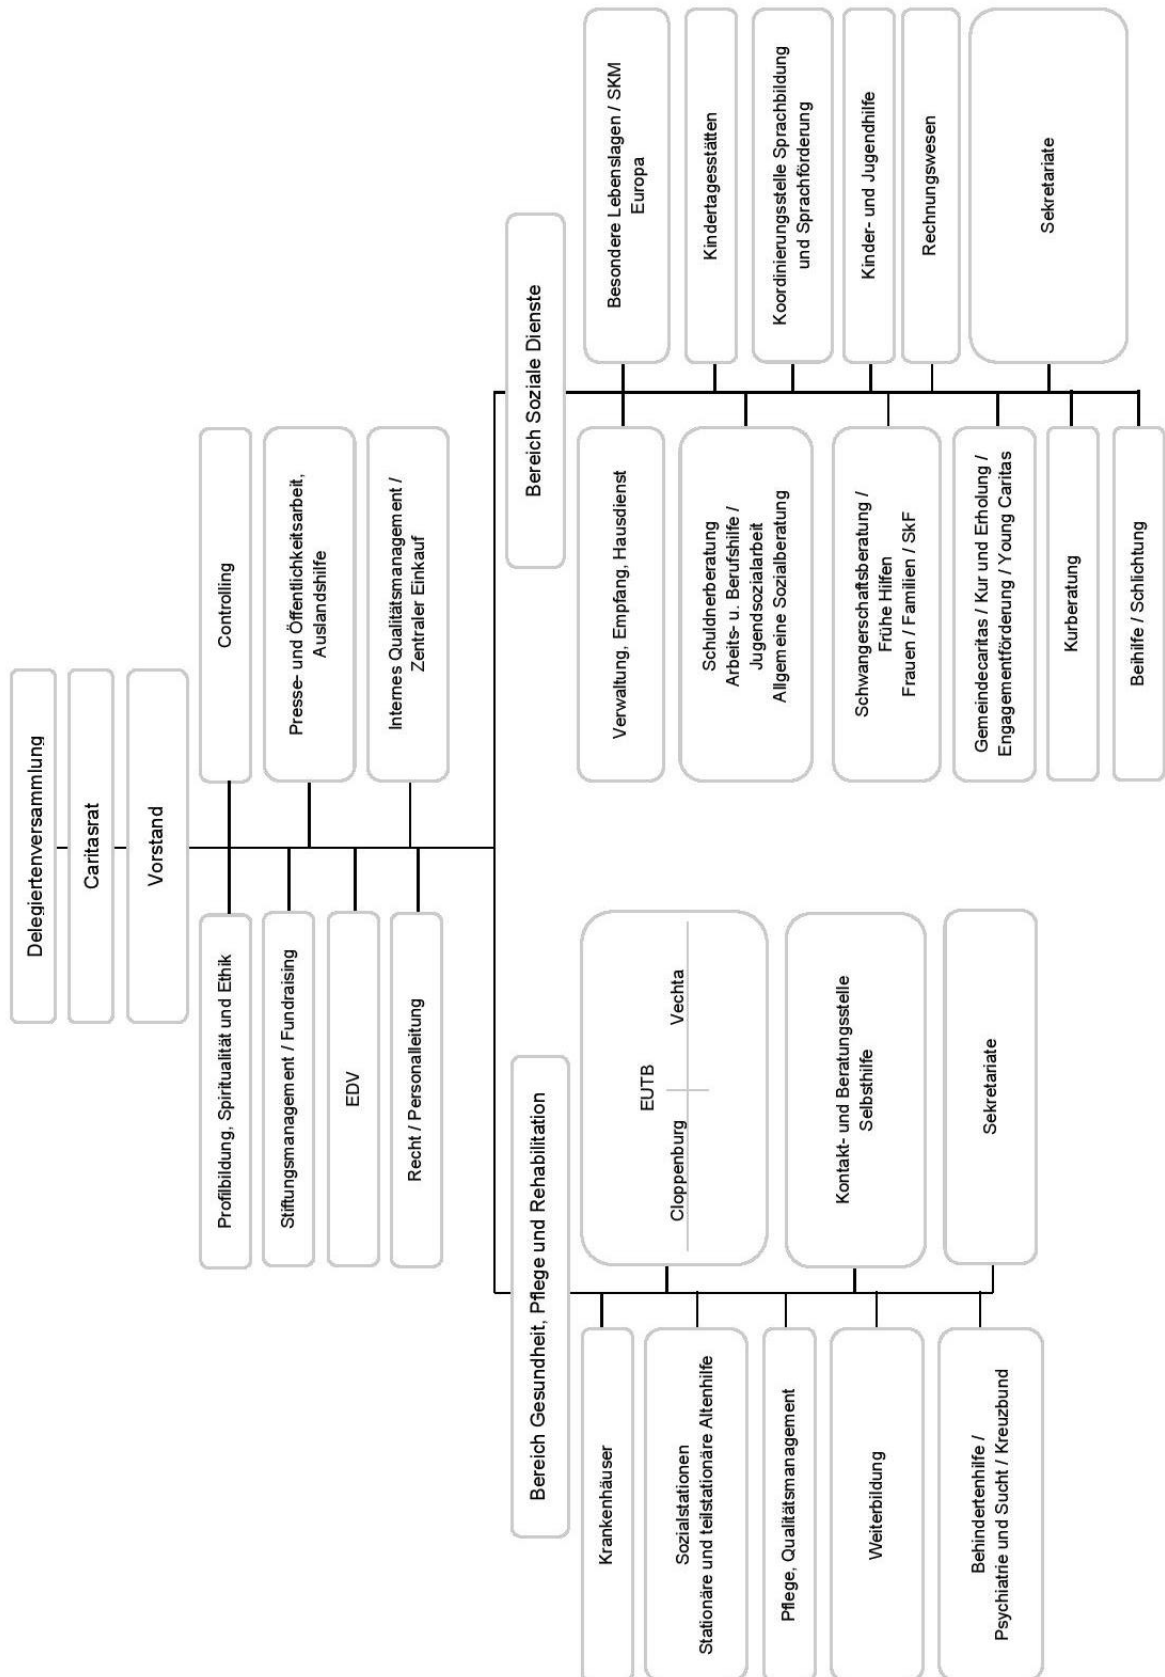 Delegiertenversammlung
Caritasrat
Vorstand
Profilbildung, Spiritualität und Ethik
Stiftungsmanagement / Fundraising
EDV
Recht / Personalleitung
Controlling
Presse- und Öffentlichkeitsarbeit,
Auslandshilfe
Internes Qualitätsmanagement /
Zentraler Einkauf
Bereich Gesundheit, Pflege und Rehabilitation
Krankenhäuser
Sozialstationen
Stationäre und teilstationäre Altenhilfe
Pflege, Qualitätsmanagement
Weiterbildung
Behindertenhilfe /
Psychiatrie und Sucht / Kreuzbund
EUTB
Cloppenburg
Vechta
Kontakt- und Beratungsstelle
Selbsthilfe
Sekretariate
Bereich Soziale Dienste
Verwaltung, Empfang, Hausdienst
Schuldnerberatung
Arbeits- u. Berufshilfe /
Jugendsozialarbeit
Allgemeine Sozialberatung
Schwangerschaftsberatung /
Frühe Hilfen
Frauen / Familien / SkF
Gemeindecaritas / Kur und Erholung /
Engagementförderung / Young Caritas
Kurberatung
Beihilfe / Schlichtung
Besondere Lebenslagen / SKM
Europa
Kindertagesstätten
Koordinierungsstelle Sprachbildung
und Sprachförderung
Kinder- und Jugendhilfe
Rechnungswesen
Sekretariate